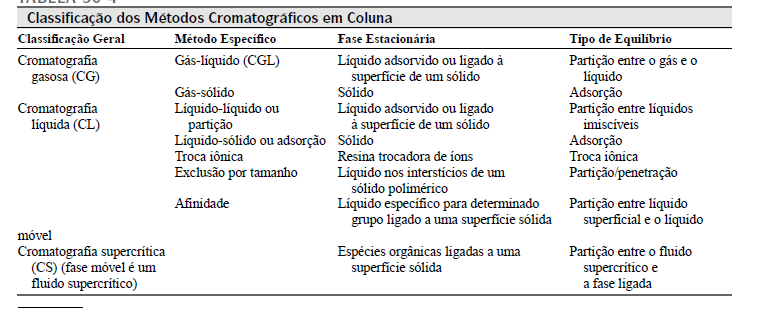 TABELA 30-4
Classificação dos Métodos Cromatográficos em Coluna
Classificação Geral Método Específico Fase Estacionária Tipo de Equilíbrio
Cromatografia Gás-líquido (CGL) Líquido adsorvido ou ligado à Partição entre o gás e o
gasosa (CG) superfície de um sólido líquido
Gás-sólido Sólido Adsorção
Cromatografia Líquido-líquido ou Líquido adsorvido ou ligado Partição entre líquidos
líquida (CL) partição à superfície de um sólido imiscíveis
Líquido-sólido ou adsorção Sólido Adsorção
Troca iônica Resina trocadora de íons Troca iônica
Exclusão por tamanho Líquido nos interstícios de um Partição/penetração
sólido polimérico
Afinidade Líquido específico para determinado Partição entre líquido
grupo ligado a uma superfície sólida superficial e o líquido
móvel
Cromatografia supercrítica Espécies orgânicas ligadas a uma Partição entre o fluido
(CS) (fase móvel é um superfície sólida supercrítico e
fluido supercrítico) a fase ligada